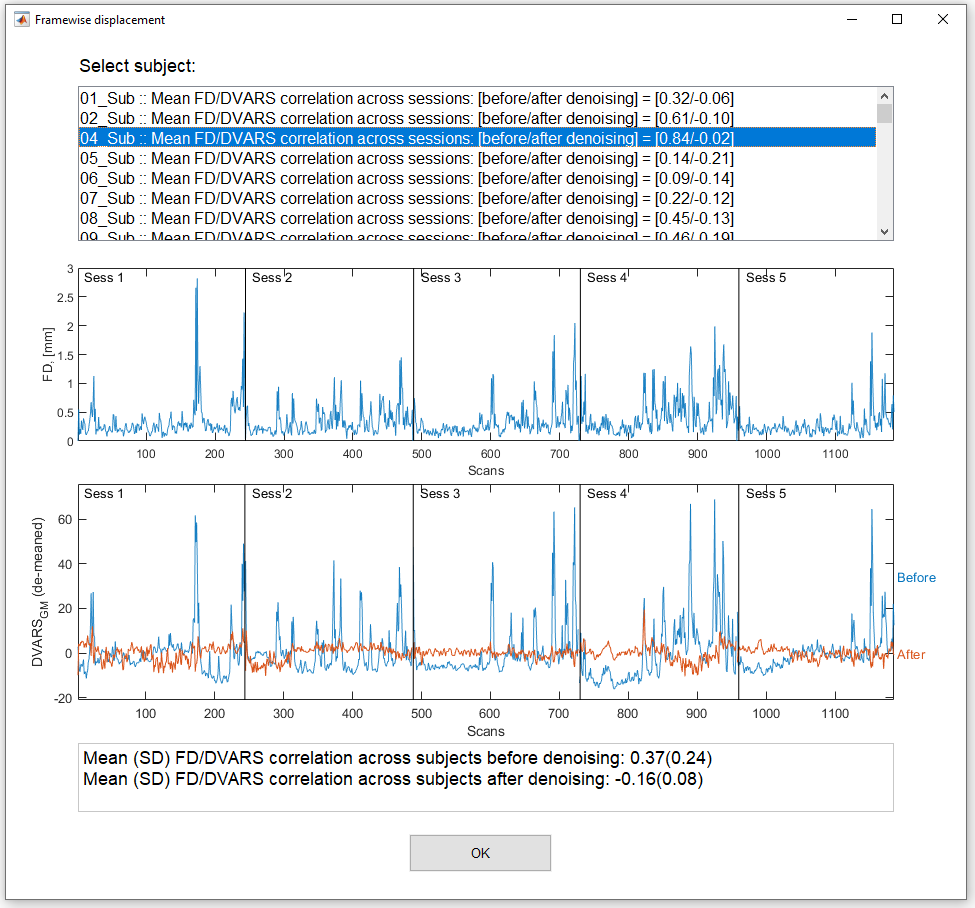 Framewise displacement
Select subject:
01_Sub :: Mean FD/DVARS correlation across sessions: [before/after denoising] = [0.32/-0.06]
02_Sub :: Mean FD/DVARS correlation across sessions: [before/after denoising] = [0.61/-0.10]
04_Sub :: Mean FD/DVARS correlation across sessions: [before/after denoising] = [0.84/-0.02]
05_Sub :: Mean FD/DVARS correlation across sessions: [before/after denoising] = [0.14/-0.21]
06_Sub :: Mean FD/DVARS correlation across sessions: [before/after denoising] = [0.09/-0.14]
07_Sub :: Mean FD/DVARS correlation across sessions: [before/after denoising] = [0.22/-0.12]
08_Sub :: Mean FD/DVARS correlation across sessions: [before/after denoising] = [0.45/-0.13]
09_Sub :: Mean FD/DVARS correlation across sessions: [before/after denoising] = [0.46/-0.19]
Sess 1 Sess 2 Sess 3 Sess 4 Sess 5
3
2.5
2
1.5
1
0.5
0
FD, [mm]
100 200 300 400 500 600 700 800 900 1000 1100
Scans
Sess 1 Sess 2 Sess 3 Sess 4 Sess 5
60
40
20
0
-20
DVARSGM (de-meaned)
Before
After
100 200 300 400 500 600 700 800 900 1000 1100
Scans
Mean (SD) FD/DVARS correlation across subjects before denoising: 0.37(0.24)
Mean (SD) FD/DVARS correlation across subjects after denoising: -0.16(0.08)
OK